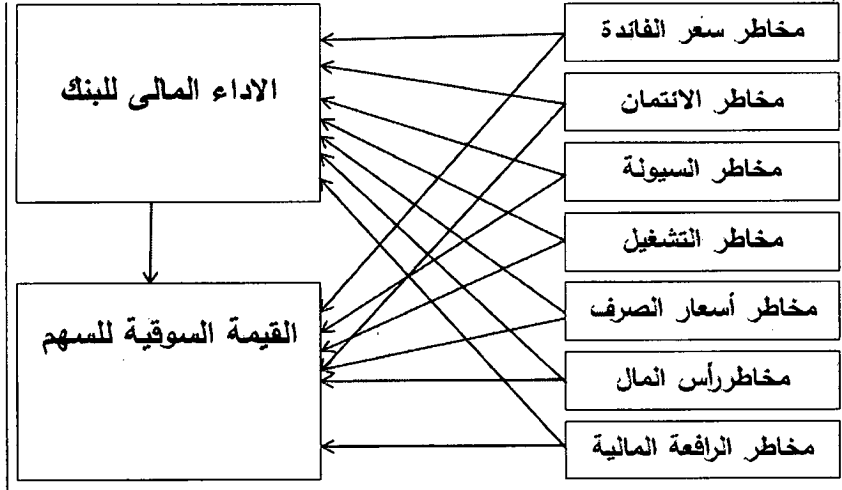 مخاطر سعر الفائدة
مخاطر الائتمان
مخاطر السيولة
مخاطر التشغيل
مخاطر أسعار الصرف
مخاطررأس المال
مخاطر الرافعة المالية
الاداء المالى للبنك
القيمة السوقية للسهم